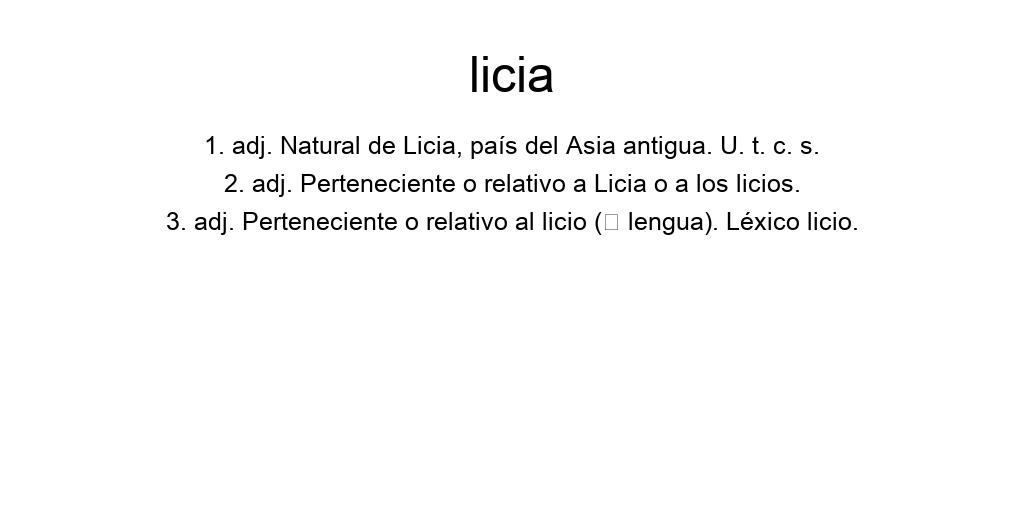 licia
1. adj. Natural de Licia, país del Asia antigua. U. t. c. s.
2. adj. Perteneciente o relativo a Licia o a los licios.
3. adj. Perteneciente o relativo al licio (□ lengua). Léxico licio.